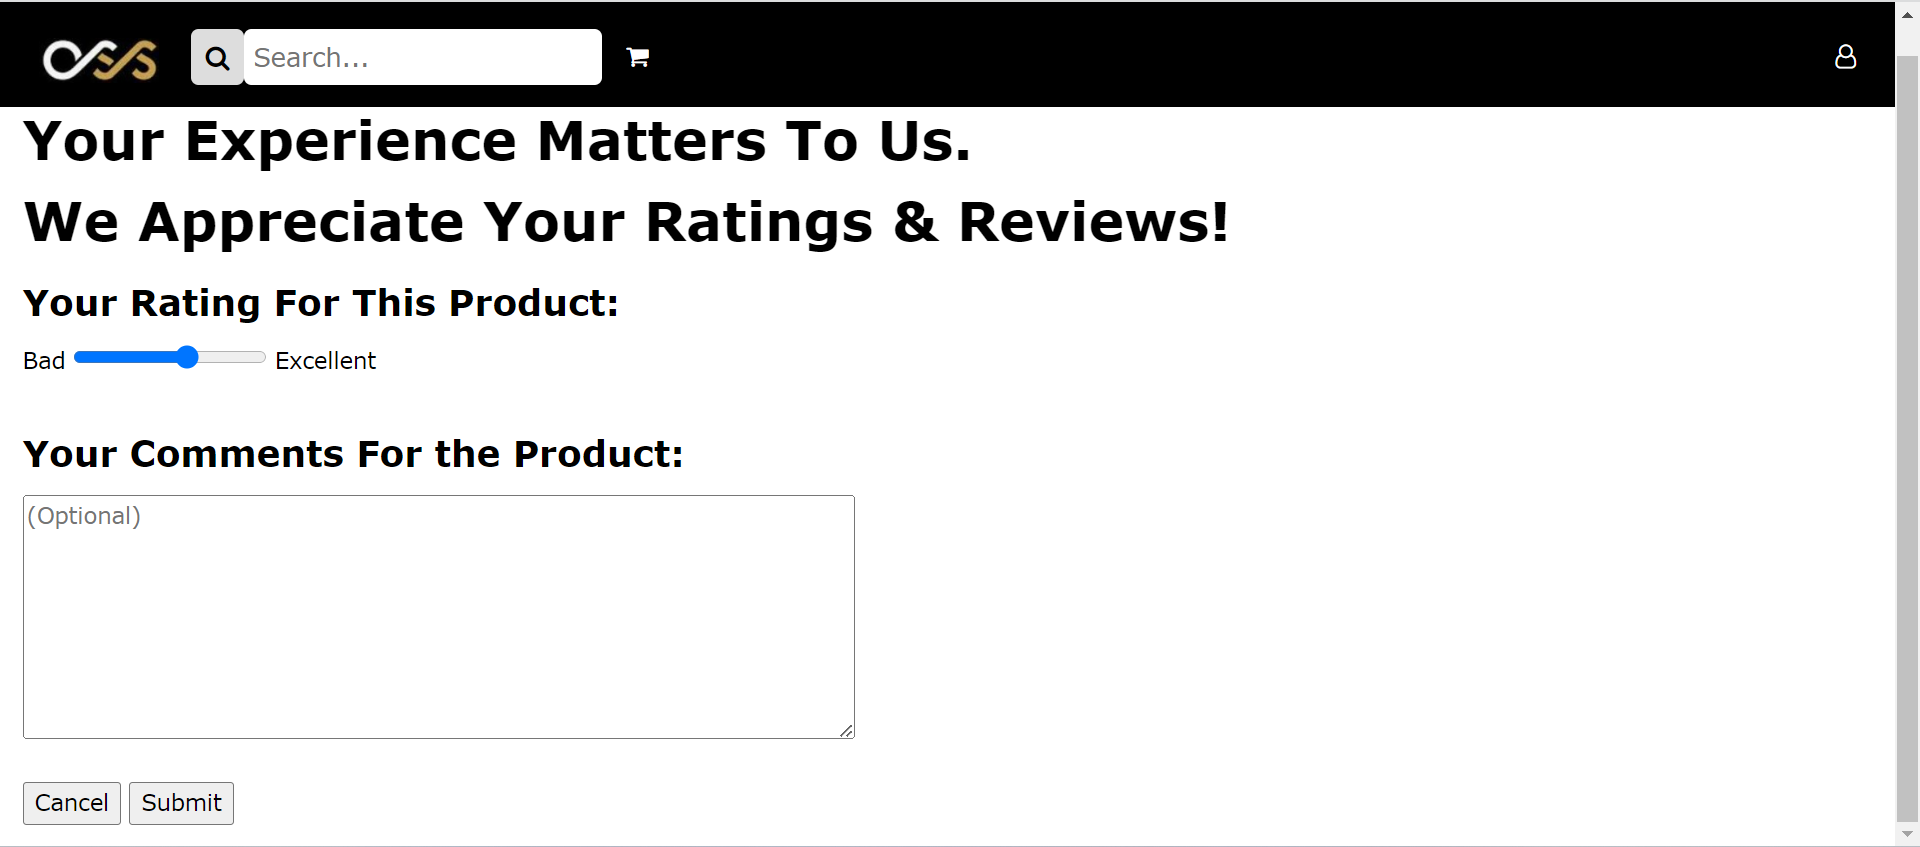 Search...
Your Experience Matters To Us.
We Appreciate Your Ratings & Reviews!
Your Rating For This Product:
Bad Excellent
Your Comments For the Product:
(Optional)
Cancel Submit